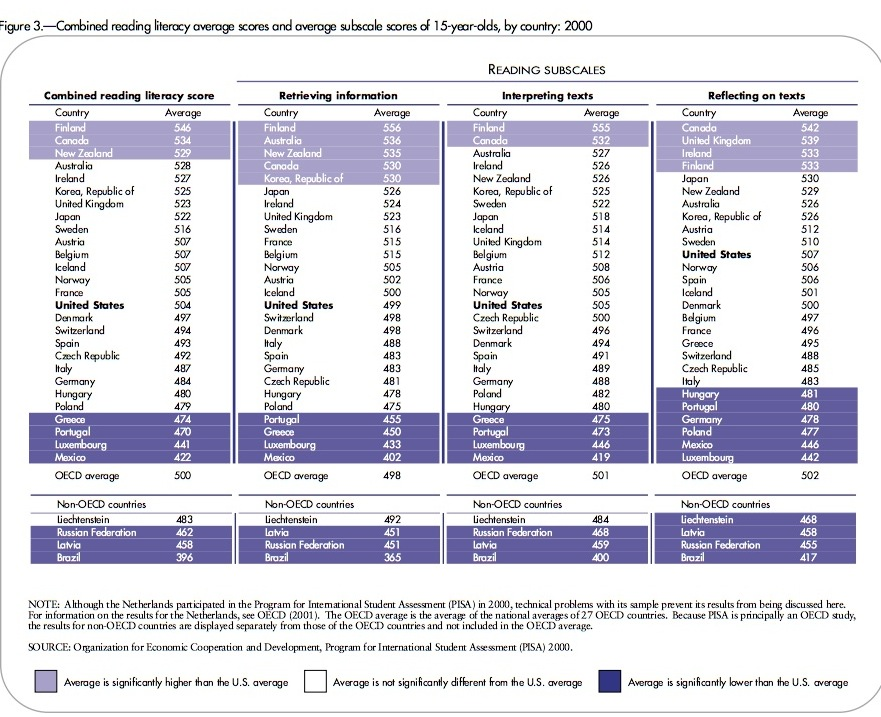 Figure 3.—Combined reading literacy average scores and average subscale scores of 15-year-olds, by country: 2000
READING SUBSCALES
Combined reading literacy score Retrieving information Interpreting texts Reflecting on texts
Country Average Country Average Country Average Country Average
Finland 546 Finland 556 Finland 555 Canada 542
Canada 534 Australia 536 Canada 532 United Kingdom 539
New Zealand 529 New Zealand 535 Australia 527 Ireland 533
Australia 528 Canada 530 Ireland 526 Finland 533
Ireland 527 Korea, Republic of 530 New Zealand 526 Japan 530
Korea, Republic of 525 Japan 526 Korea, Republic of 525 New Zealand 529
United Kingdom 523 Ireland 524 Sweden 522 Australia 526
Japan 522 United Kingdom 523 Japan 518 Korea, Republic of 526
Sweden 516 Sweden 516 Iceland 514 Austria 512
Austria 507 France 515 United Kingdom 514 Sweden 510
Belgium 507 Belgium 515 Belgium 512 United States 507
Iceland 507 Norway 505 Austria 508 Norway 506
Norway 505 Austria 502 France 506 Spain 506
France 505 Iceland 500 Norway 505 Iceland 501
United States 504 United States 499 United States 505 Denmark 500
Denmark 497 Switzerland 498 Czech Republic 500 Belgium 497
Switzerland 494 Denmark 498 Switzerland 496 France 496
Spain 493 Italy 488 Denmark 494 Greece 495
Czech Republic 492 Spain 483 Spain 491 Switzerland 488
Italy 487 Germany 483 Italy 489 Czech Republic 485
Germany 484 Czech Republic 481 Germany 488 Italy 483
Hungary 480 Hungary 478 Poland 482 Hungary 481
Poland 479 Poland 475 Hungary 480 Portugal 480
Greece 474 Portugal 455 Greece 475 Germany 478
Portugal 470 Greece 450 Portugal 473 Poland 477
Luxembourg 441 Luxembourg 433 Luxembourg 446 Mexico 446
Mexico 422 Mexico 402 Mexico 419 Luxembourg 442
OECD average 500 OECD average 498 OECD average 501 OECD average 502
Non-OECD countries Non-OECD countries Non-OECD countries Non-OECD countries
Liechtenstein 483 Liechtenstein 492 Liechtenstein 484 Liechtenstein 468
Russian Federation 462 Latvia 451 Russian Federation 468 Latvia 458
Latvia 458 Russian Federation 451 Latvia 459 Russian Federation 455
Brazil 396 Brazil 365 Brazil 400 Brazil 417
NOTE: Although the Netherlands participated in the Program for International Student Assessment (PISA) in 2000, technical problems with its sample prevent its results from being discussed here.
For information on the results for the Netherlands, see OECD (2001). The OECD average is the average of the national averages of 27 OECD countries. Because PISA is principally an OECD study,
the results for non-OECD countries are displayed separately from those of the OECD countries and not included in the OECD average.
SOURCE: Organization for Economic Cooperation and Development, Program for International Student Assessment (PISA) 2000.
Average is significantly higher than the U.S. average Average is not significantly different from the U.S. average Average is significantly lower than the U.S. average